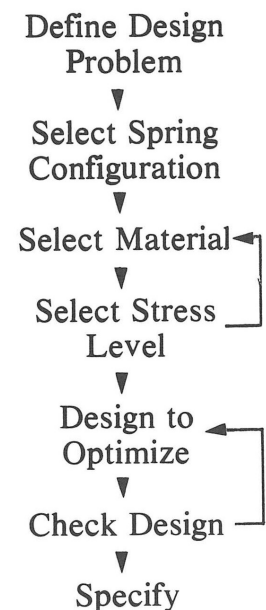 Define Design
Problem
Select Spring
Configuration
Select Material
Select Stress
Level
Design to
Optimize
Check Design
Specify